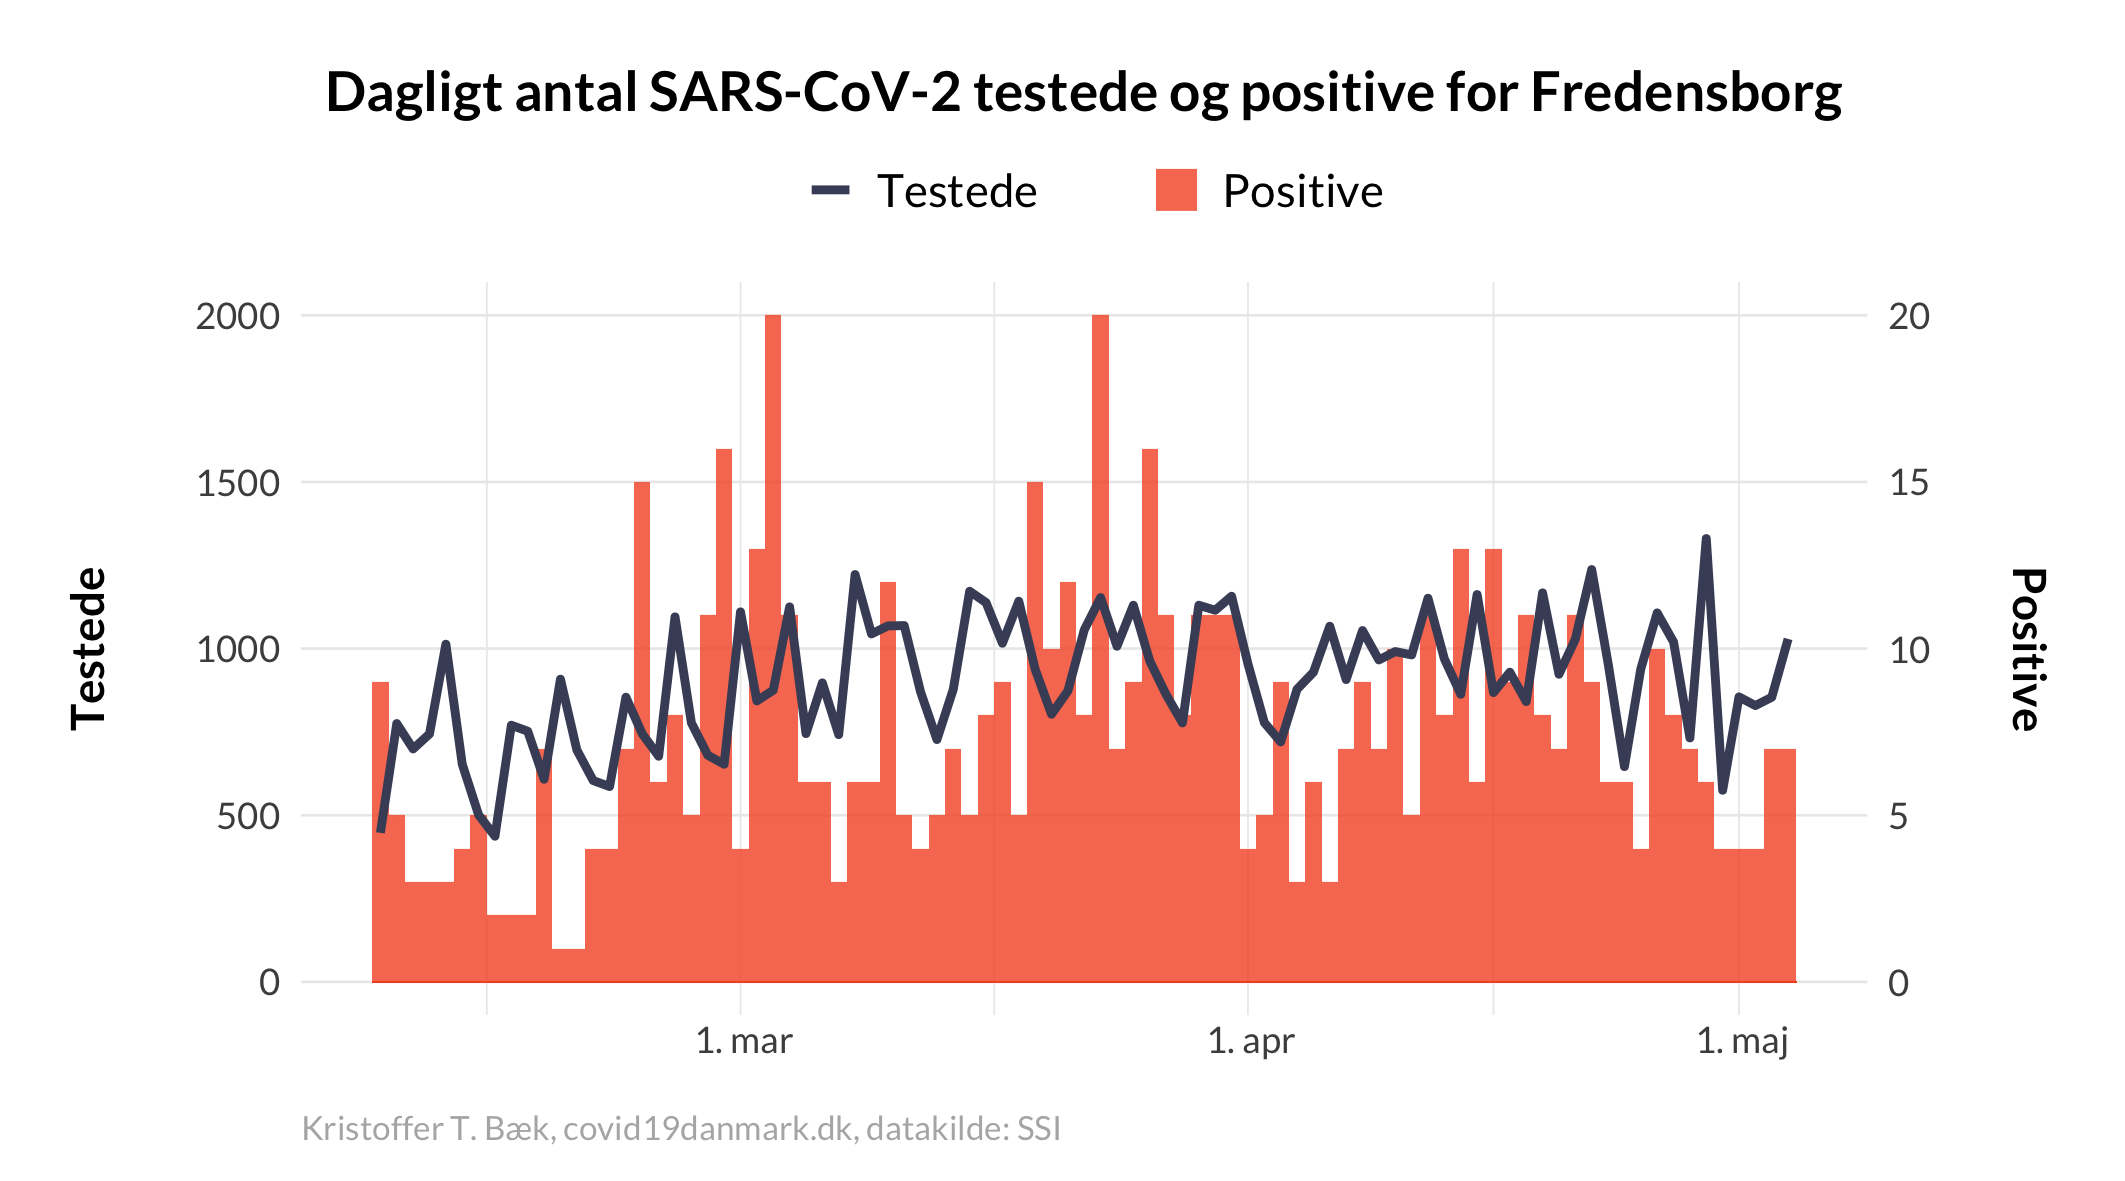 Dagligt antal SARS-CoV-2 testede og positive for Fredensborg
Testede Positive
2000 20
1500 15
1000 10
500 5
0 0
Testede
Positive
1. mar 1. apr 1. maj
Kristoffer T. Bæk, covid19danmark.dk, datakilde: SSI